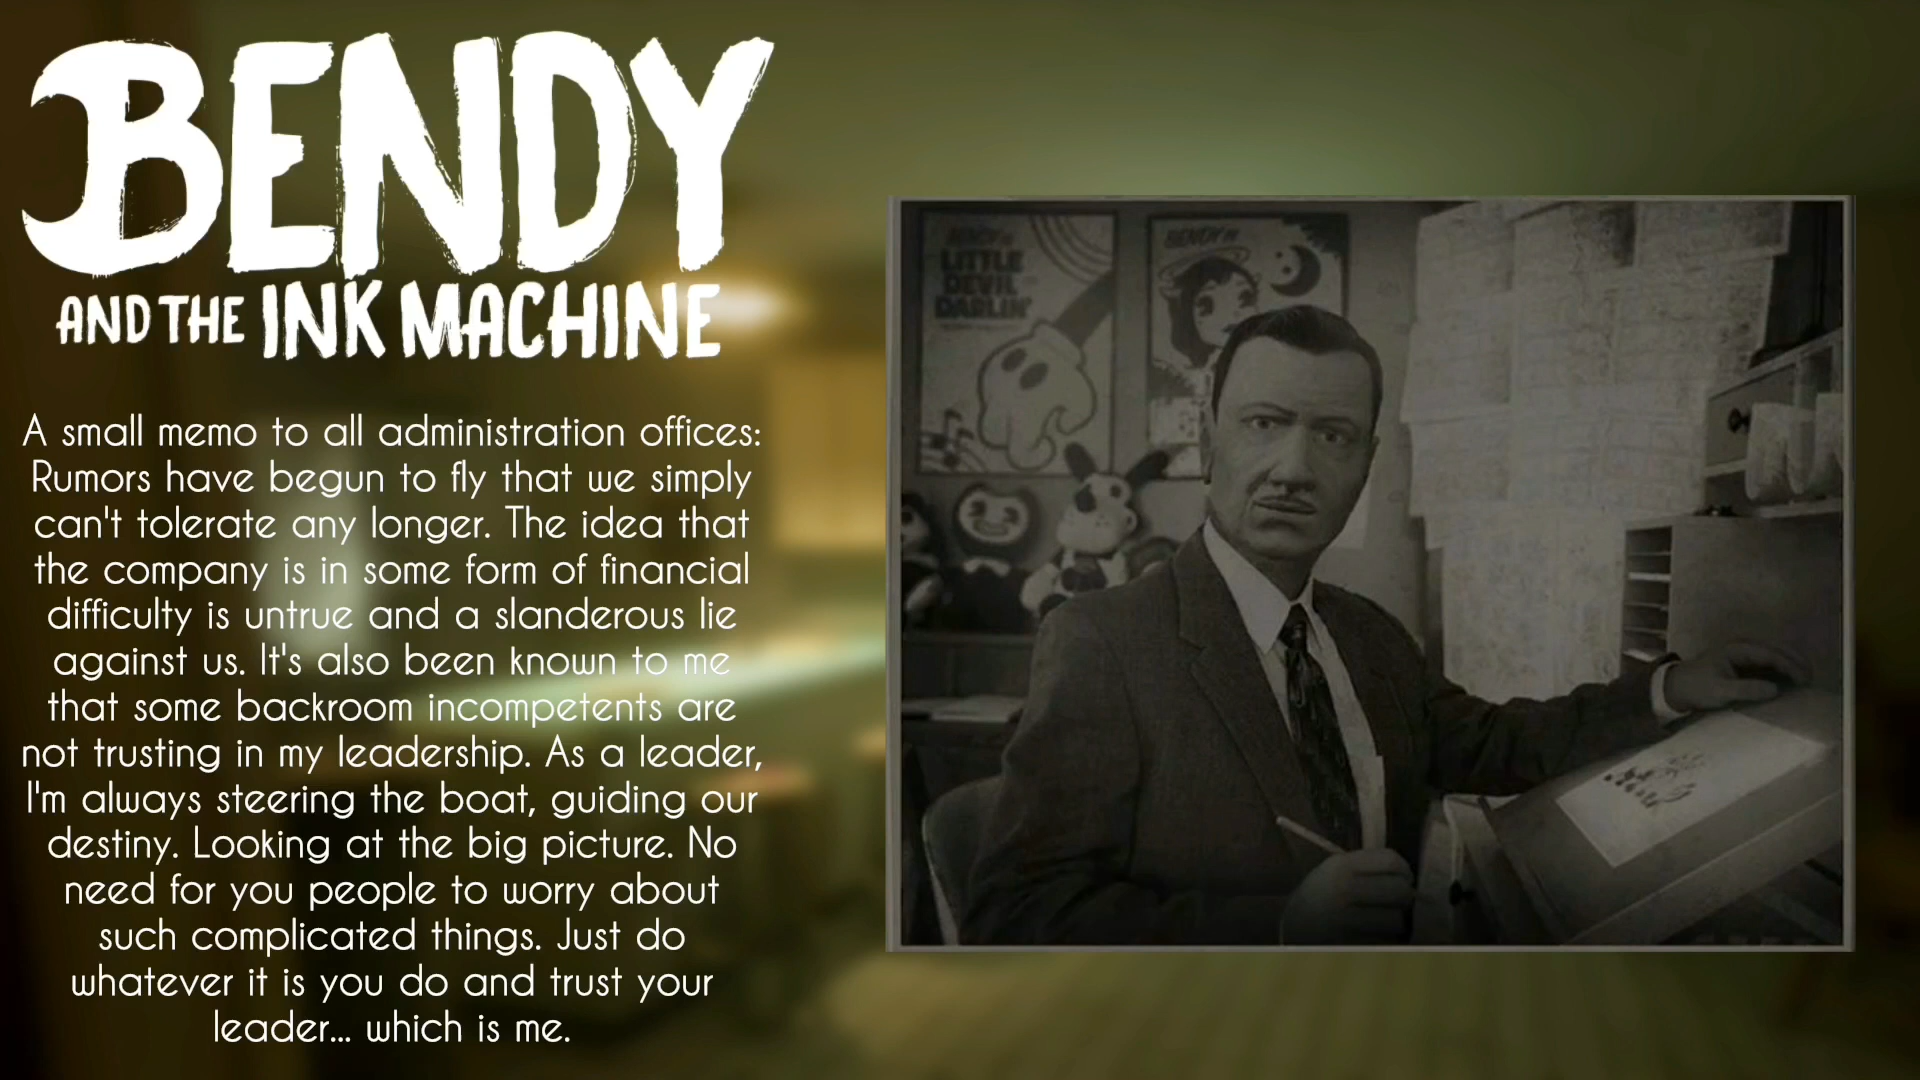 BENDY
AND THE INK MACHINE
A small memo to all administration offices:
Rumors have begun to fly that we simply
can't tolerate any longer. The idea that
the company is in some form of financial
difficulty is untrue and a slanderous lie
against us. It's also been known to me
that some backroom incompetents are
not trusting in my leadership. As a leader,
I'm always steering the boat, guiding our
destiny. Looking at the big picture. No
need for you people to worry about
such complicated things. Just do
whatever it is you do and trust your
leader... which is me.
BENDY IN
LITTLE
DEVIL
DARLIN'
BENDY IN